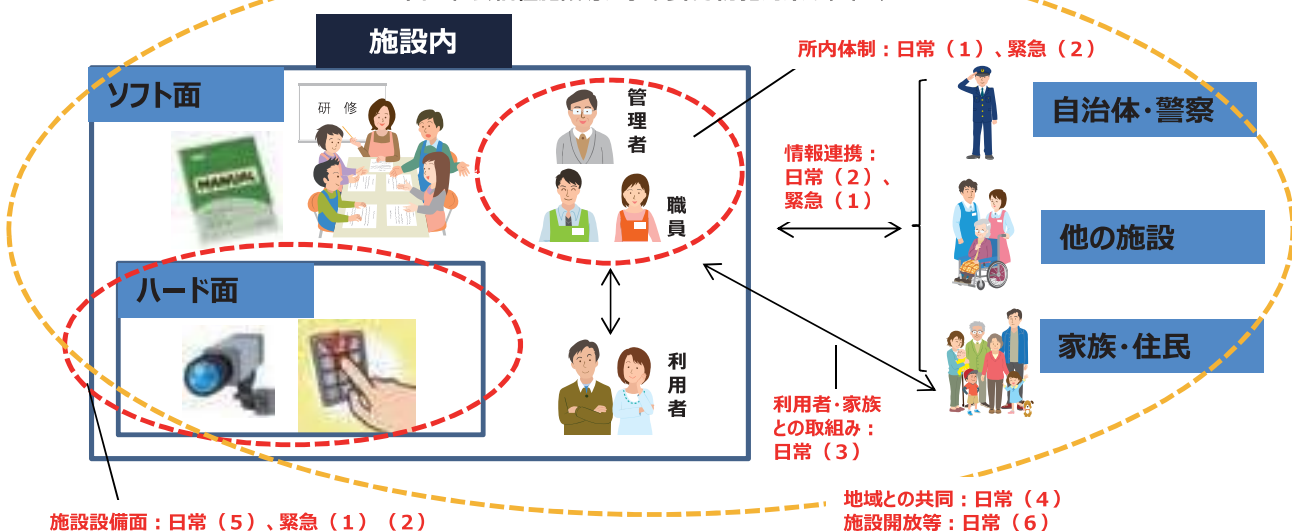 施設内
所内体制：日常（１）、緊急（２）
ソフト面
研 修
管理者
MANUAL
職員
自治体・警察
情報連携：
日常（２）、
緊急（１）
他の施設
ハード面
利用者
家族・住民
利用者・家族
との取組み：
日常（３）
地域との共同：日常（４）
施設開放等：日常（６）
施設設備面：日常（５）、緊急（１）（２）